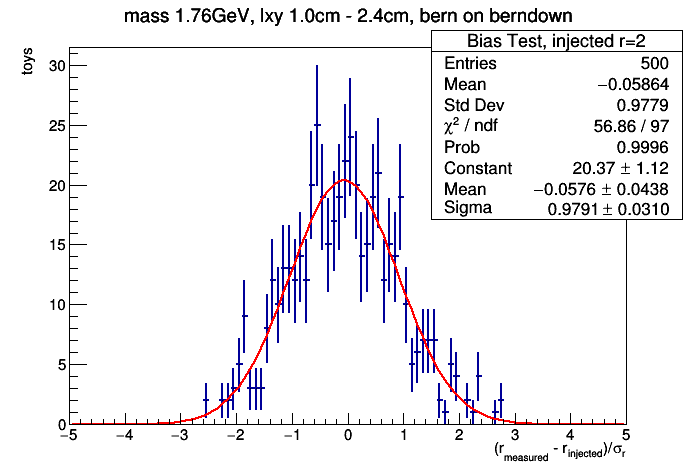 mass 1.76GeV, lxy 1.0cm - 2.4cm, bern on berndown
Bias Test, injected r=2
Entries 500
Mean −0.05864
Std Dev 0.9779
χ² / ndf 56.86 / 97
Prob 0.9996
Constant 20.37 ± 1.12
Mean −0.0576 ± 0.0438
Sigma 0.9791 ± 0.0310
toys
30
25
20
15
10
5
0
−5 −4 −3 −2 −1 0 1 2 3 4 5
(r_measured - r_injected)/σ_r